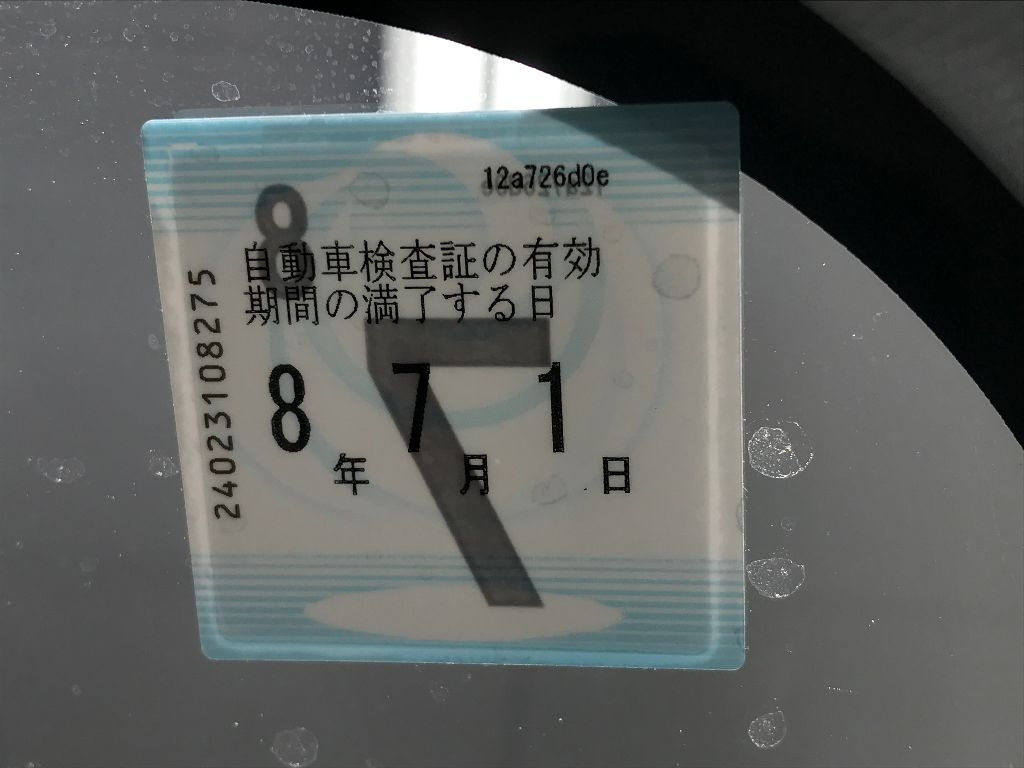 12a726d0e
自動車検査証の有効
期間の満了する日
8年 7月 1日
24023108275
8
7